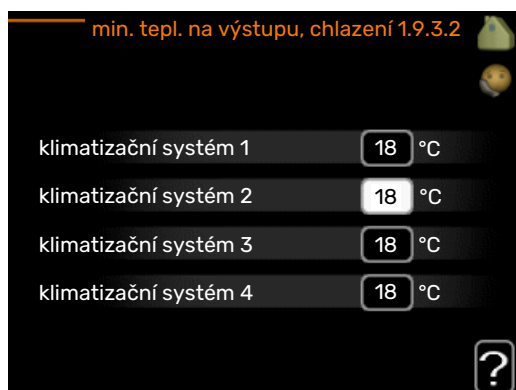 min. tepl. na výstupu, chlazení 1.9.3.2
klimatizační systém 1 18 °C
klimatizační systém 2 18 °C
klimatizační systém 3 18 °C
klimatizační systém 4 18 °C
?